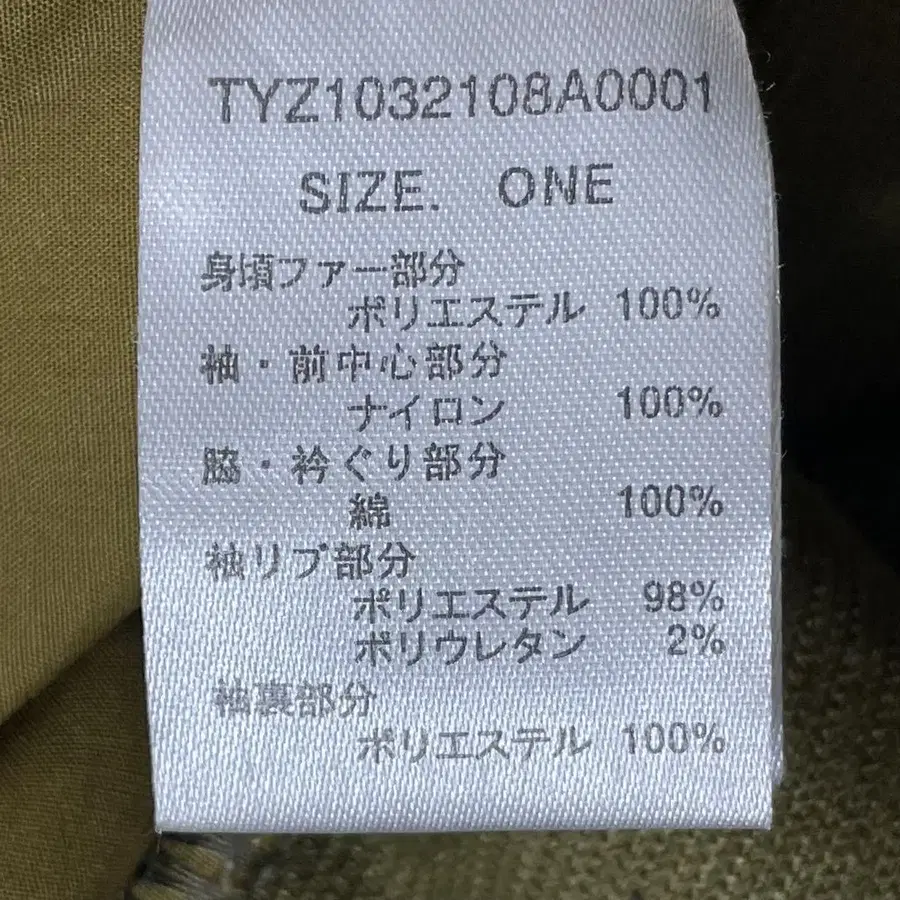 TYZ1032108A0001
SIZE. ONE
身頃ファー部分
ポリエステル 100%
袖・前中心部分
ナイロン 100%
脇・衿ぐり部分
綿 100%
袖リブ部分
ポリエステル 98%
ポリウレタン 2%
袖裏部分
ポリエステル 100%